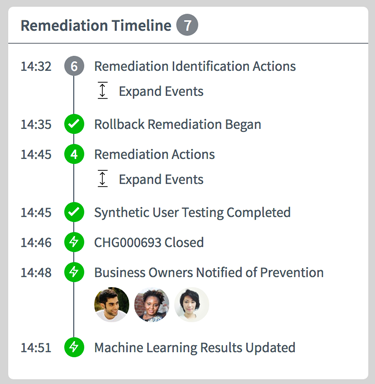 Remediation Timeline 7
14:32 6 Remediation Identification Actions
Expand Events
14:35 Rollback Remediation Began
14:45 4 Remediation Actions
Expand Events
14:45 Synthetic User Testing Completed
14:46 CHG000693 Closed
14:48 Business Owners Notified of Prevention
14:51 Machine Learning Results Updated